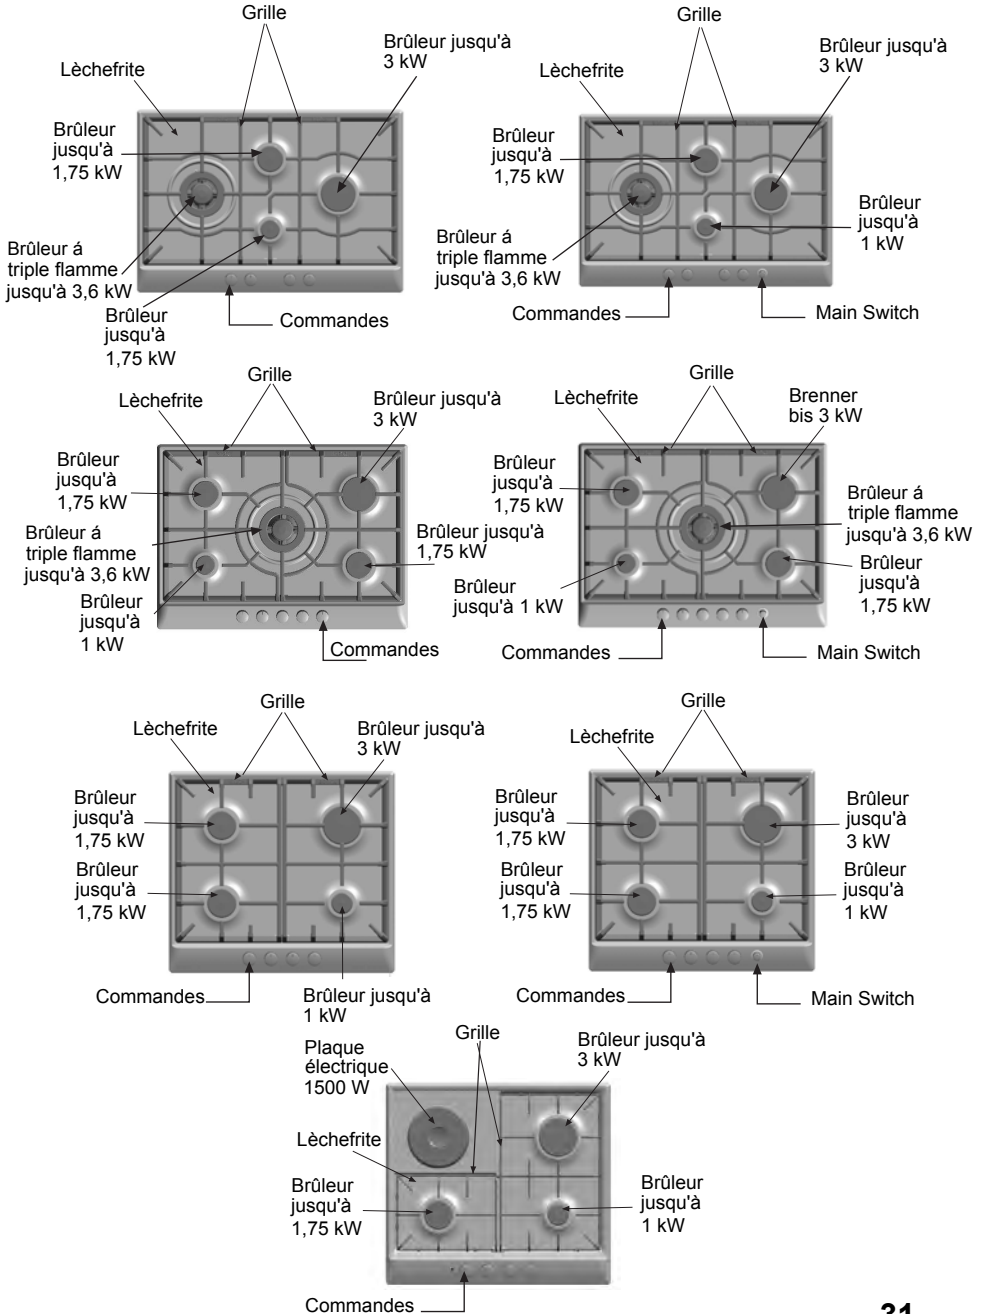 Grille
Brûleur jusqu'à
3 kW
Lèchefrite
Brûleur
jusqu'à
1,75 kW
Brûleur á
triple flamme
jusqu'à 3,6 kW
Brûleur
jusqu'à
1,75 kW
Commandes
Grille
Brûleur jusqu'à
3 kW
Lèchefrite
Brûleur
jusqu'à
1,75 kW
Brûleur
jusqu'à
1 kW
Brûleur á
triple flamme
jusqu'à 3,6 kW
Commandes
Main Switch
Grille
Lèchefrite
Brûleur jusqu'à
3 kW
Brûleur
jusqu'à
1,75 kW
Brûleur á
triple flamme
jusqu'à 3,6 kW
Brûleur jusqu'à
1,75 kW
Brûleur
jusqu'à
1 kW
Commandes
Grille
Lèchefrite
Brenner
bis 3 kW
Brûleur
jusqu'à
1,75 kW
Brûleur á
triple flamme
jusqu'à 3,6 kW
Brûleur
jusqu'à 1 kW
Brûleur
jusqu'à
1,75 kW
Commandes
Main Switch
Grille
Lèchefrite
Brûleur jusqu'à
3 kW
Brûleur
jusqu'à
1,75 kW
Brûleur
jusqu'à
1,75 kW
Commandes
Brûleur jusqu'à
1 kW
Grille
Lèchefrite
Brûleur
jusqu'à
1,75 kW
Brûleur
jusqu'à
3 kW
Brûleur
jusqu'à
1,75 kW
Brûleur
jusqu'à
1 kW
Commandes
Main Switch
Grille
Plaque
électrique
1500 W
Brûleur jusqu'à
3 kW
Lèchefrite
Brûleur
jusqu'à
1,75 kW
Brûleur
jusqu'à
1 kW
Commandes
31